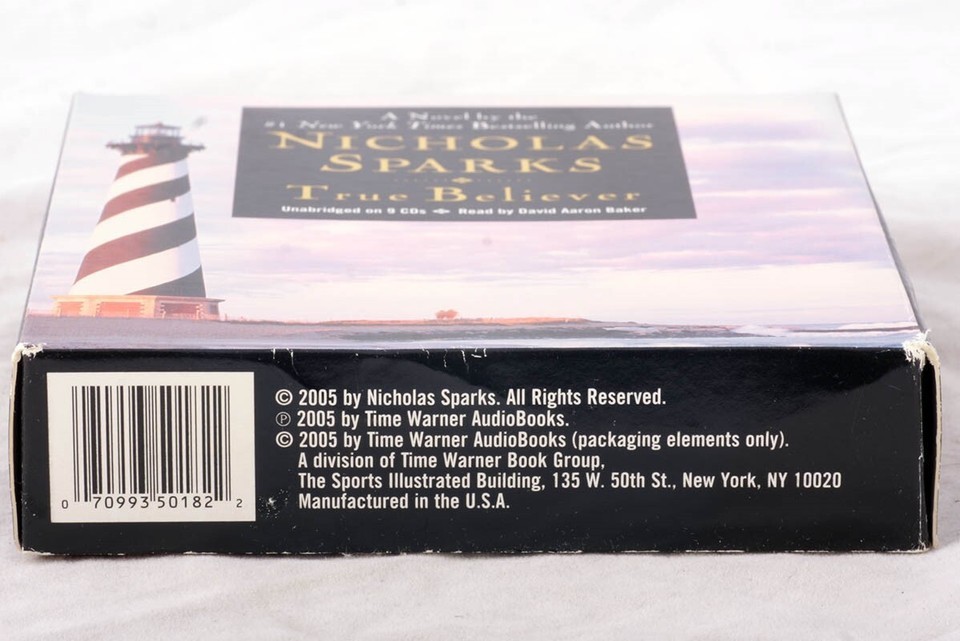 A Novel by the
#1 New York Times Bestselling Author
NICHOLAS
SPARKS
True Believer
Unabridged on 9 CDs Read by David Aaron Baker
© 2005 by Nicholas Sparks. All Rights Reserved.
℗ 2005 by Time Warner AudioBooks.
© 2005 by Time Warner AudioBooks (packaging elements only).
A division of Time Warner Book Group,
The Sports Illustrated Building, 135 W. 50th St., New York, NY 10020
Manufactured in the U.S.A.
0 70993 50182 2